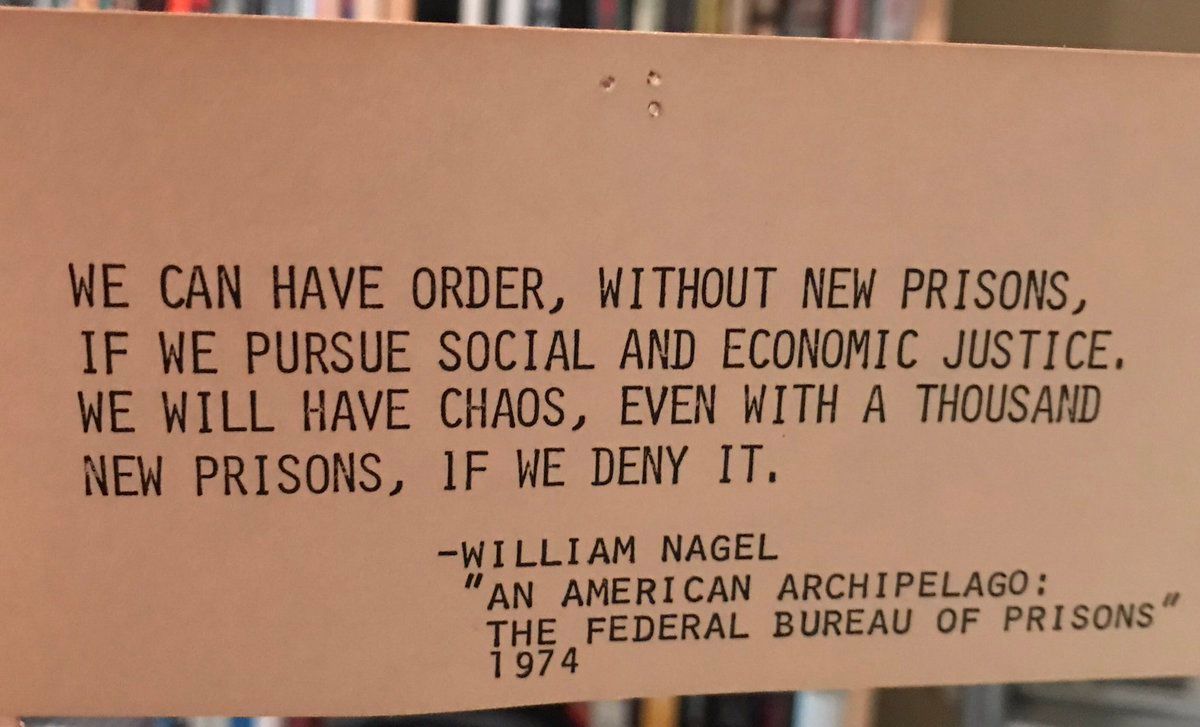 WE CAN HAVE ORDER, WITHOUT NEW PRISONS,
IF WE PURSUE SOCIAL AND ECONOMIC JUSTICE.
WE WILL HAVE CHAOS, EVEN WITH A THOUSAND
NEW PRISONS, IF WE DENY IT.
-WILLIAM NAGEL
"AN AMERICAN ARCHIPELAGO:
THE FEDERAL BUREAU OF PRISONS"
1974